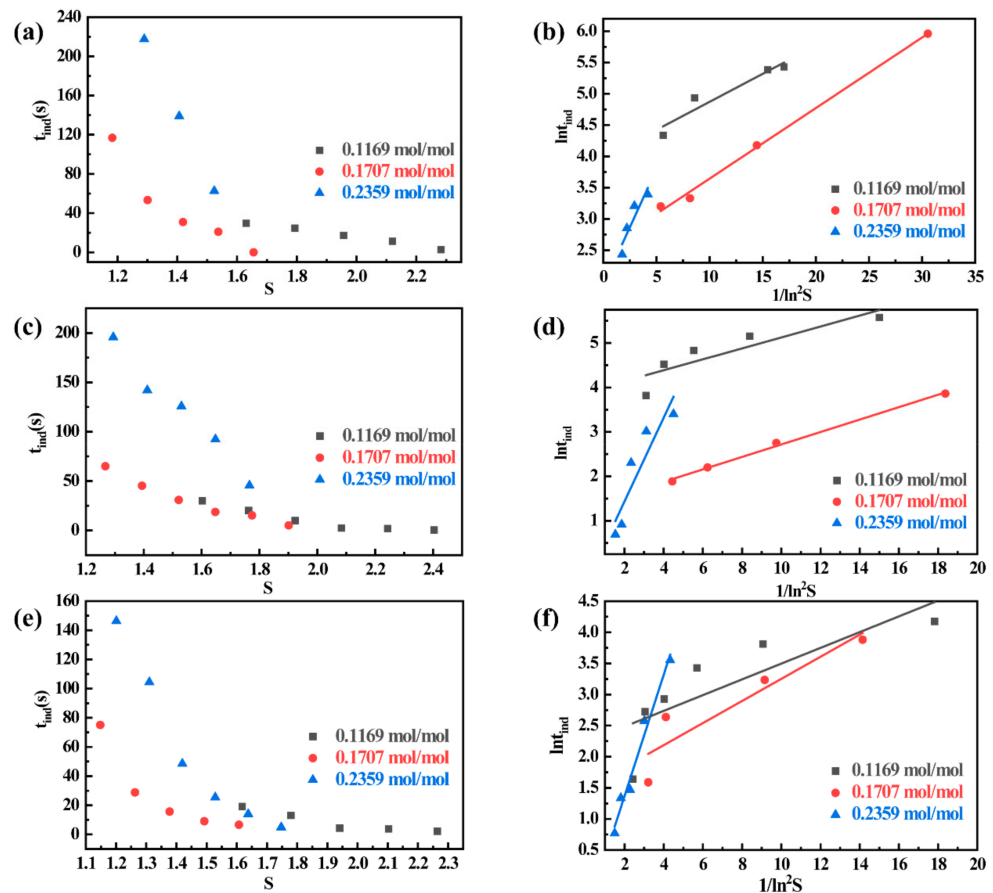 (a)
240
200
160
120
80
40
0
t_ind(s)
0.1169 mol/mol
0.1707 mol/mol
0.2359 mol/mol
1.2 1.4 1.6 1.8 2.0 2.2
S
(b)
6.0
5.5
5.0
4.5
4.0
3.5
3.0
2.5
lnt_ind
0.1169 mol/mol
0.1707 mol/mol
0.2359 mol/mol
0 5 10 15 20 25 30 35
1/ln²S
(c)
200
150
100
50
0
t_ind(s)
0.1169 mol/mol
0.1707 mol/mol
0.2359 mol/mol
1.2 1.4 1.6 1.8 2.0 2.2 2.4
S
(d)
5
4
3
2
1
lnt_ind
0.1169 mol/mol
0.1707 mol/mol
0.2359 mol/mol
2 4 6 8 10 12 14 16 18 20
1/ln²S
(e)
160
140
120
100
80
60
40
20
0
t_ind(s)
0.1169 mol/mol
0.1707 mol/mol
0.2359 mol/mol
1.1 1.2 1.3 1.4 1.5 1.6 1.7 1.8 1.9 2.0 2.1 2.2 2.3
S
(f)
4.5
4.0
3.5
3.0
2.5
2.0
1.5
1.0
0.5
lnt_ind
0.1169 mol/mol
0.1707 mol/mol
0.2359 mol/mol
2 4 6 8 10 12 14 16 18 20
1/ln²S